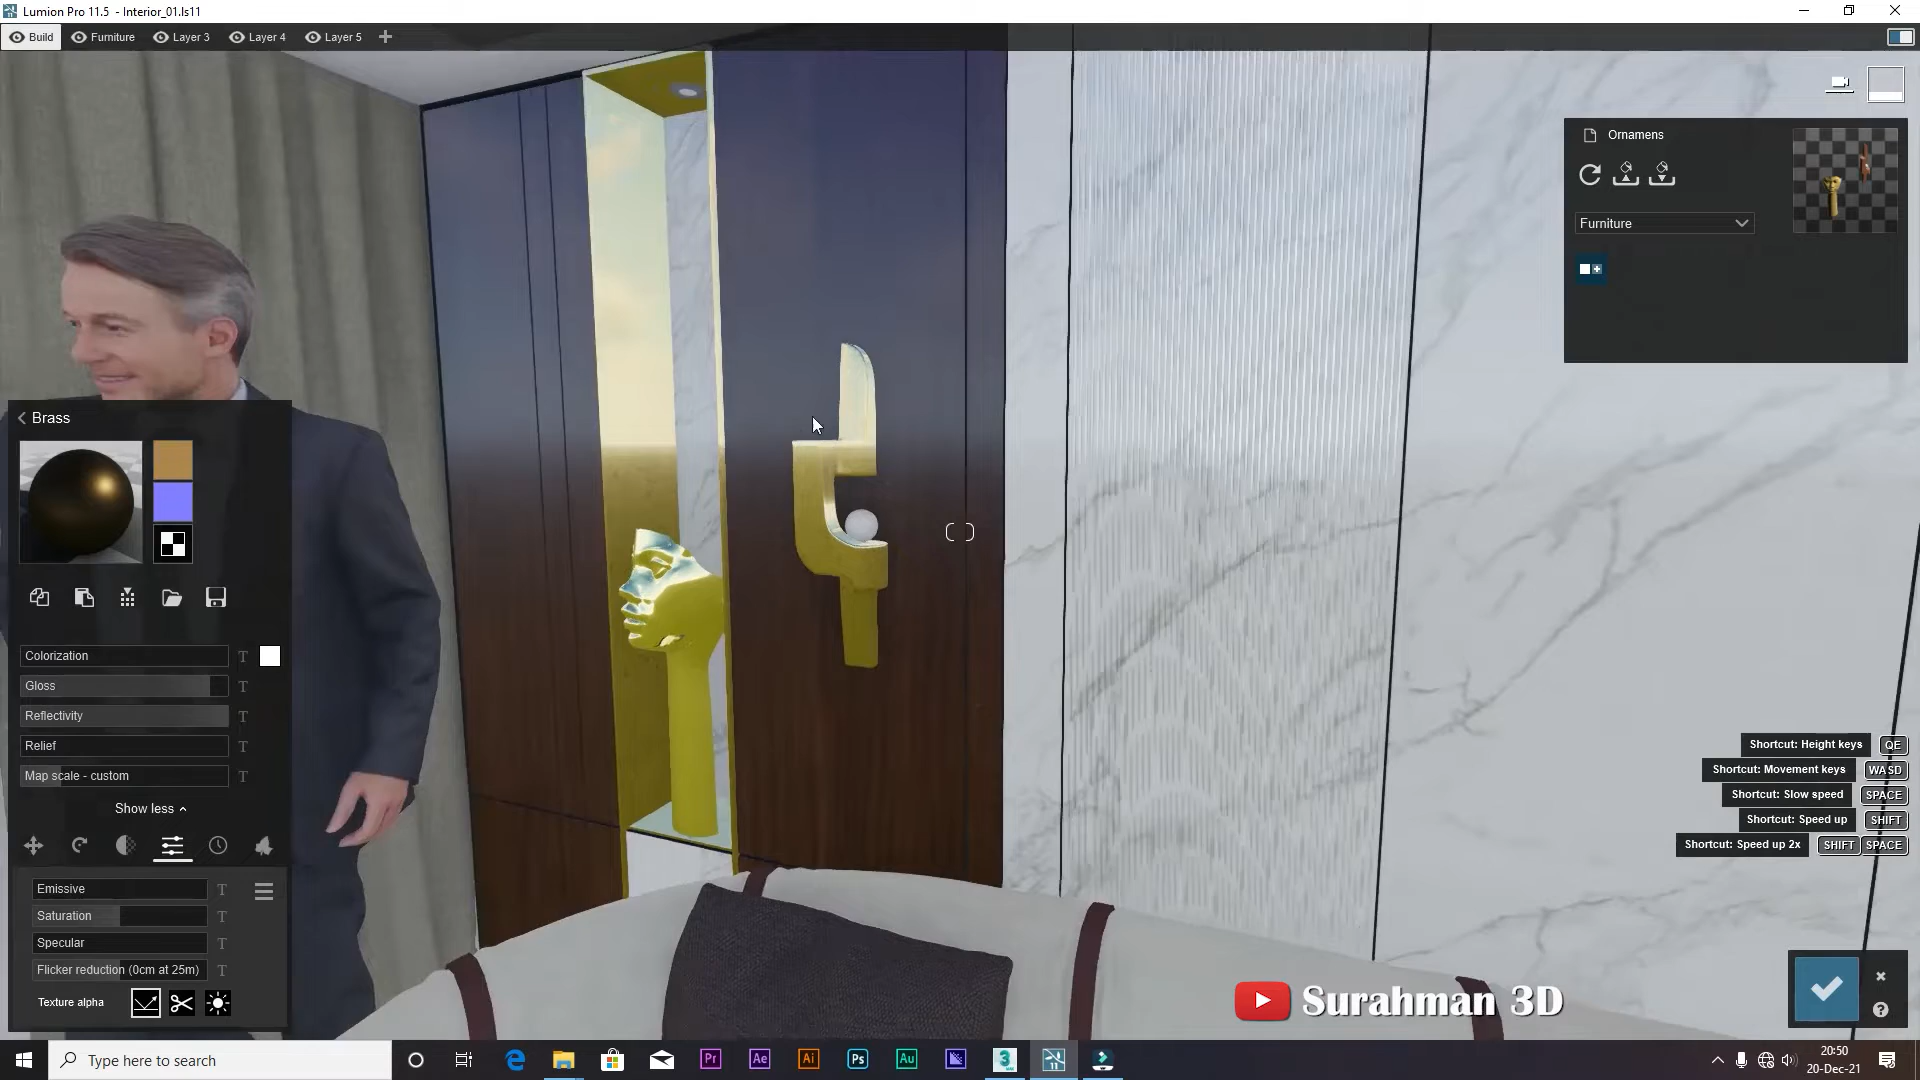 Lumion Pro 11.5 - Interior_01.ls11
Build Furniture Layer 3 Layer 4 Layer 5
Ornamens
Furniture
Brass
Colorization T
Gloss T
Reflectivity T
Relief T
Map scale - custom T
Show less
Emissive T
Saturation T
Specular T
Flicker reduction (0cm at 25m) T
Texture alpha
Shortcut: Height keys QE
Shortcut: Movement keys WASD
Shortcut: Slow speed SPACE
Shortcut: Speed up SHIFT
Shortcut: Speed up 2x SHIFT SPACE
Surahman 3D
Type here to search
Pr Ae Ai Ps Au 3 11
20:50
20-Dec-21